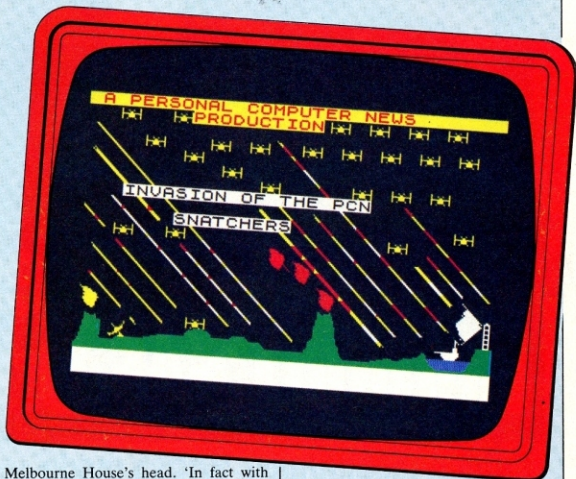 A PERSONAL COMPUTER NEWS
PRODUCTION
INVASION OF THE PCN
SNATCHERS
Melbourne House's head. 'In fact with